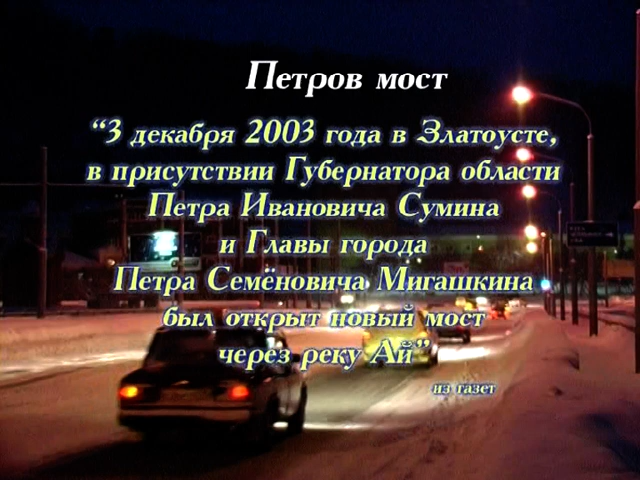 Петров мост
“3 декабря 2003 года в Златоусте,
в присутствии Губернатора области
Петра Ивановича Сумина
и Главы города
Петра Семёновича Мигашкина
был открыт новый мост
через реку Ай”
из газет